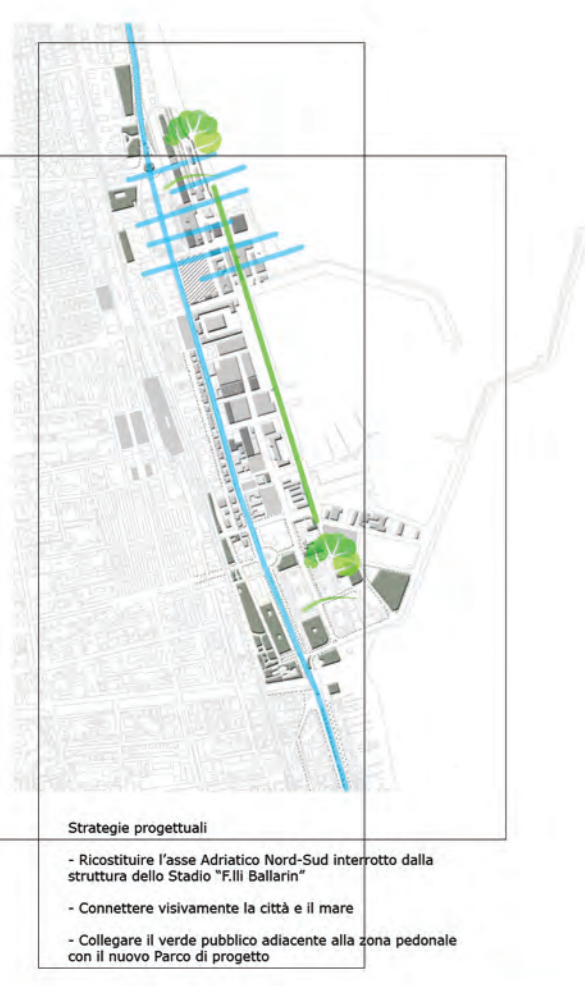 Strategie progettuali
- Ricostituire l'asse Adriatico Nord-Sud interrotto dalla
struttura dello Stadio "F.lli Ballarin"
- Connettere visivamente la città e il mare
- Collegare il verde pubblico adiacente alla zona pedonale
con il nuovo Parco di progetto